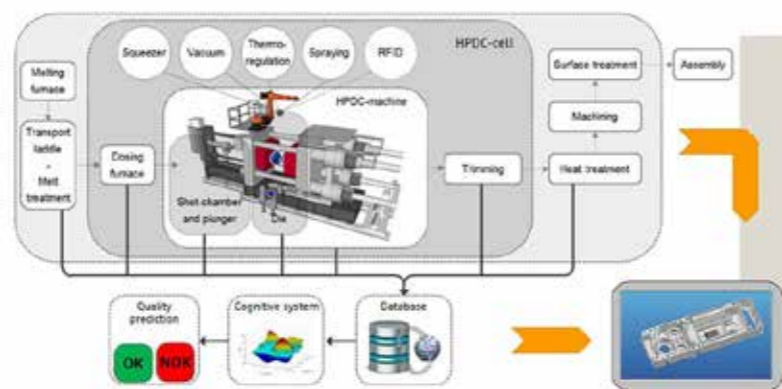 Squeezer
Vacuum
Thermo-
regulation
Spraying
RFID
HPDC-cell
Melting
furnace
Transport
laddle
-
Melt
treatment
Dosing
furnace
HPDC-machine
Shot chamber
and plunger
Die
Trimming
Surface treatment
Assembly
Machining
Heat treatment
Quality
prediction
OK
NOK
Cognitive system
Database